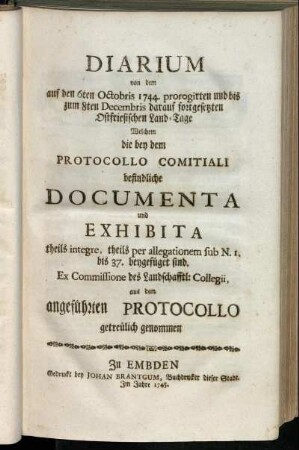 DIARIUM
von dem
auf den 6ten Octobris 1744. prorogirten und bis
zum 8ten Decembris darauf fortgesetzten
Ostfriesischen Land-Tage
Welchem
die bey dem
PROTOCOLLO COMITIALI
befindliche
DOCUMENTA
und
EXHIBITA
theils integre, theils per allegationem sub N. 1.
bis 37. beygefüget sind,
Ex Commissione des Landschafftl: Collegii,
aus dem
angeführten PROTOCOLLO
getreülich genommen
Zu EMBDEN
Gedruckt bey JOHAN BRANTGUM, Buchdrucker dieser Stadt.
Im Jahre